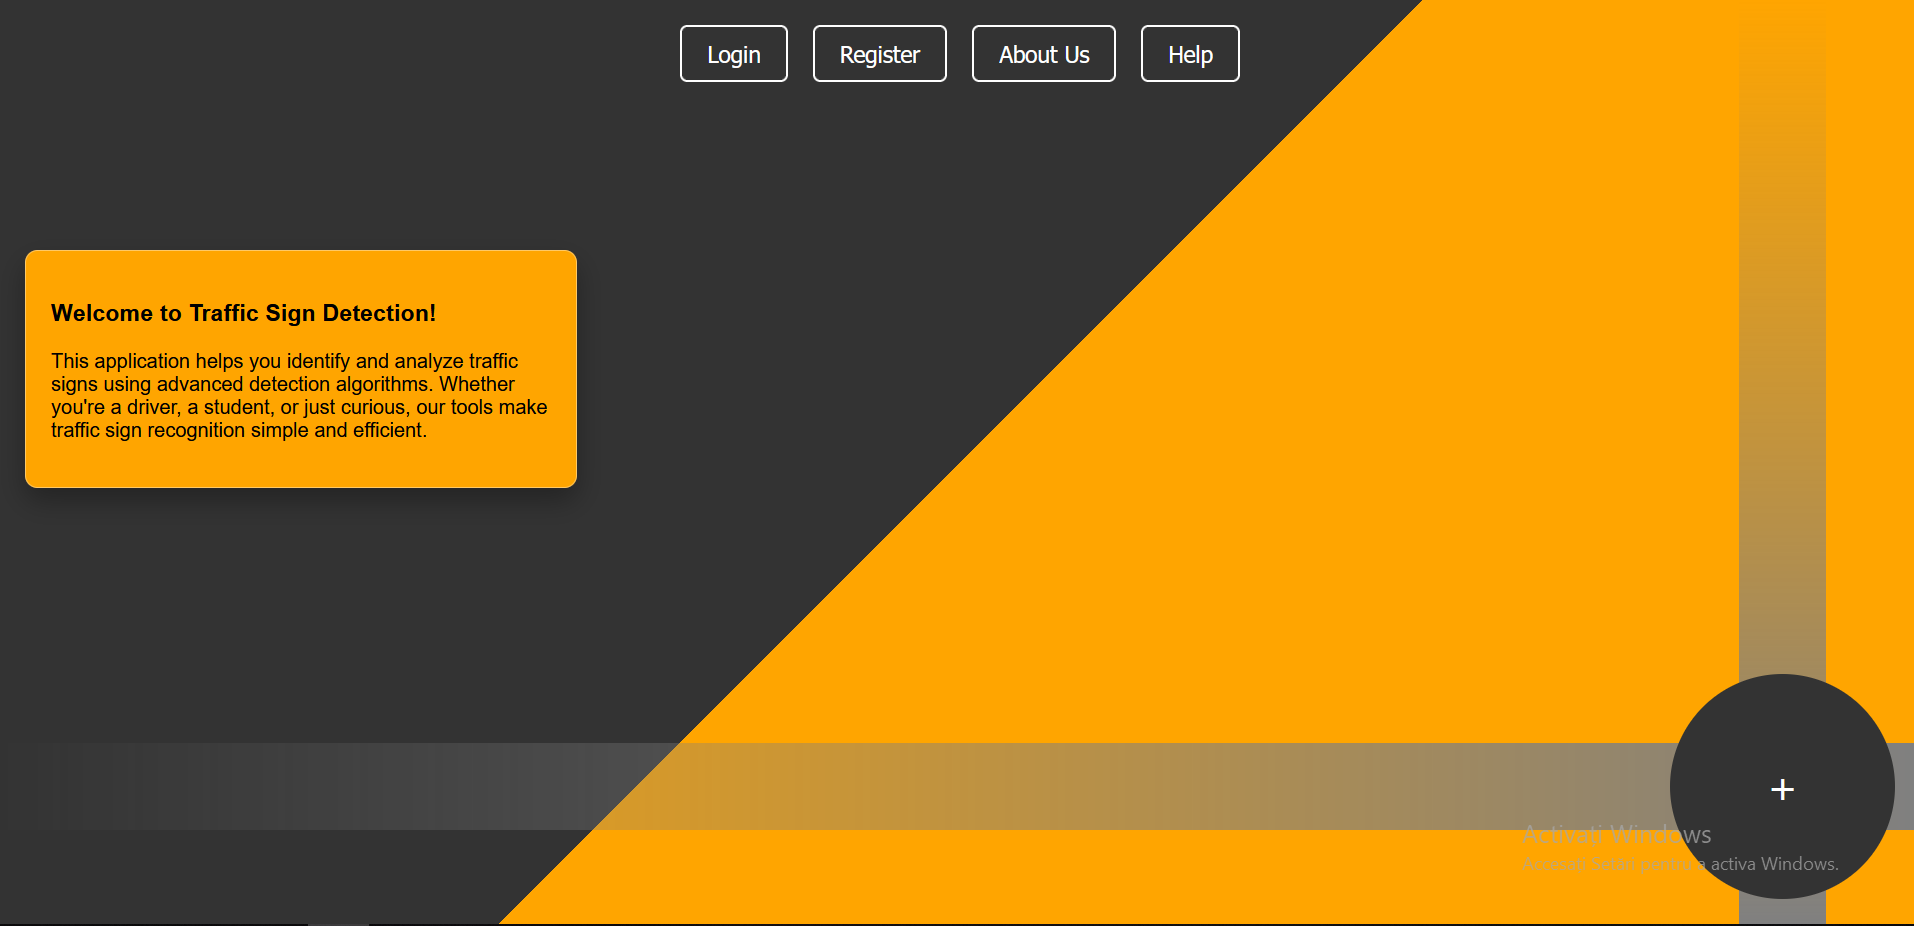 Login
Register
About Us
Help
Welcome to Traffic Sign Detection!
This application helps you identify and analyze traffic
signs using advanced detection algorithms. Whether
you're a driver, a student, or just curious, our tools make
traffic sign recognition simple and efficient.
+
Activați Windows
Accesați Setări pentru a activa Windows.